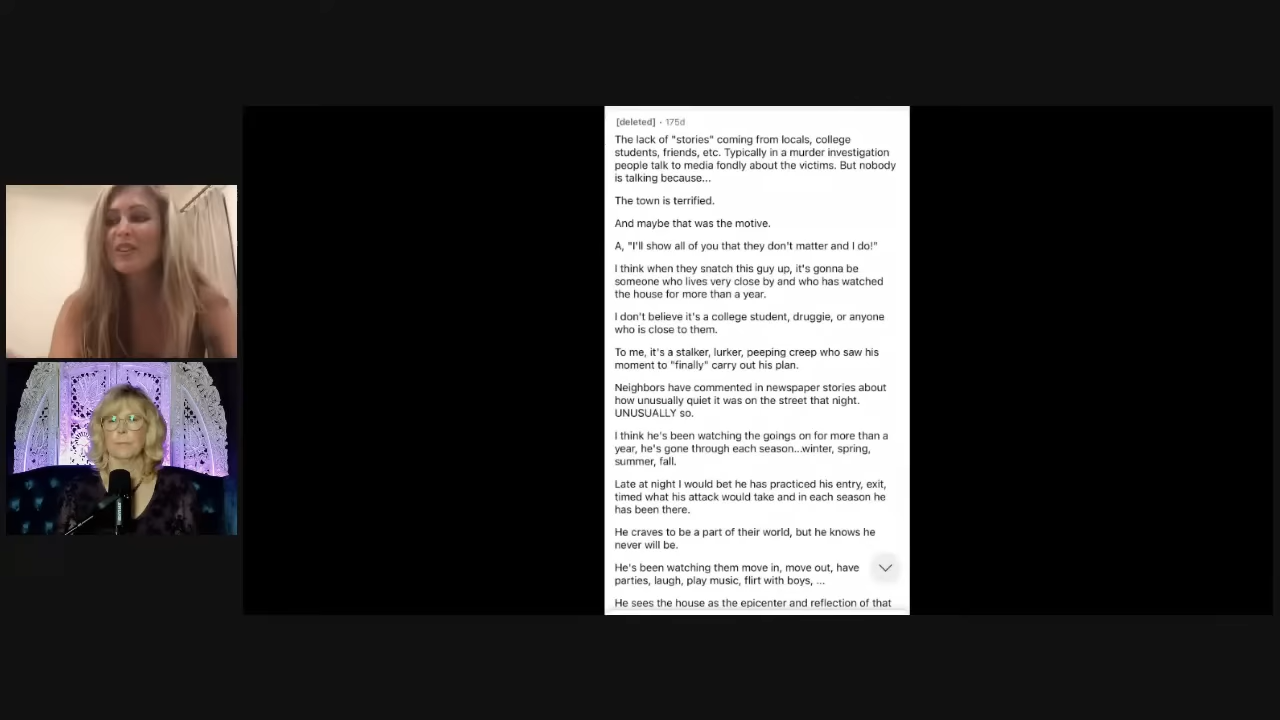 [deleted] · 175d
The lack of "stories" coming from locals, college
students, friends, etc. Typically in a murder investigation
people talk to media fondly about the victims. But nobody
is talking because...
The town is terrified.
And maybe that was the motive.
A, "I'll show all of you that they don't matter and I do!"
I think when they snatch this guy up, it's gonna be
someone who lives very close by and who has watched
the house for more than a year.
I don't believe it's a college student, druggie, or anyone
who is close to them.
To me, it's a stalker, lurker, peeping creep who saw his
moment to "finally" carry out his plan.
Neighbors have commented in newspaper stories about
how unusually quiet it was on the street that night.
UNUSUALLY so.
I think he's been watching the goings on for more than a
year, he's gone through each season...winter, spring,
summer, fall.
Late at night I would bet he has practiced his entry, exit,
timed what his attack would take and in each season he
has been there.
He craves to be a part of their world, but he knows he
never will be.
He's been watching them move in, move out, have
parties, laugh, play music, flirt with boys, ...
He sees the house as the epicenter and reflection of that